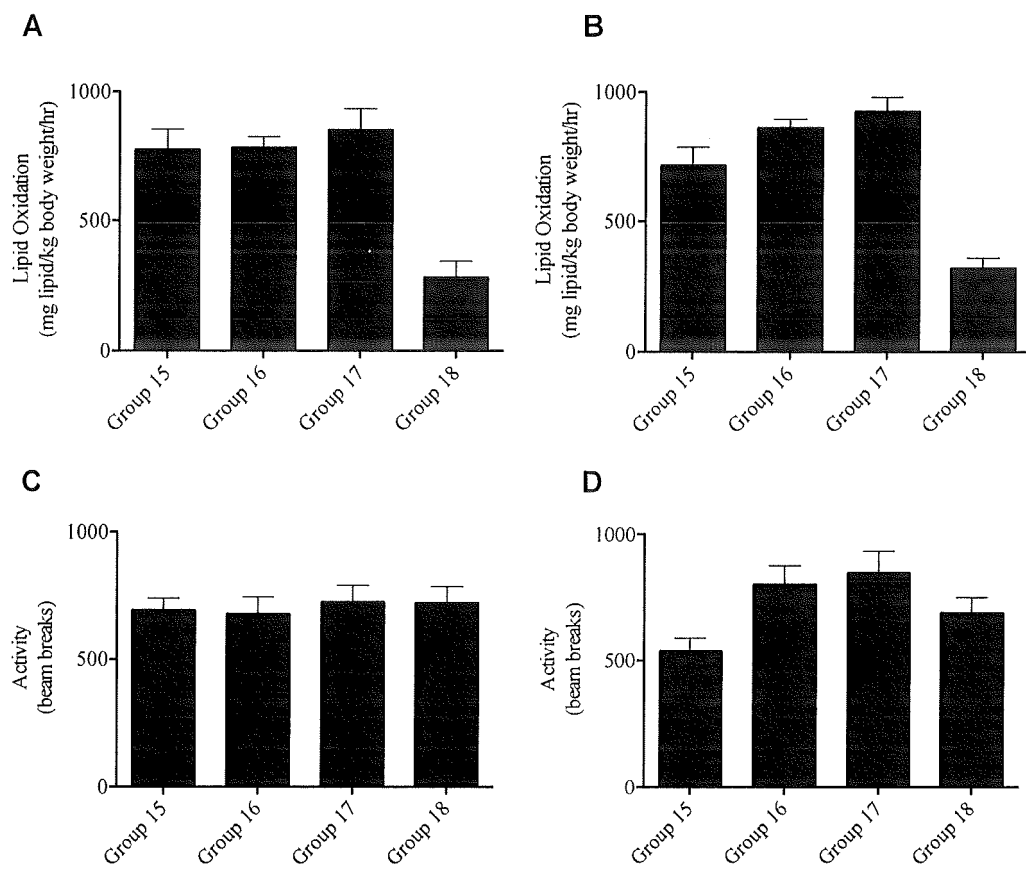 A
Lipid Oxidation
(mg lipid/kg body weight/hr)
1000
500
0
Group 15
Group 16
Group 17
Group 18
B
Lipid Oxidation
(mg lipid/kg body weight/hr)
1000
500
0
Group 15
Group 16
Group 17
Group 18
C
Activity
(beam breaks)
1000
500
0
Group 15
Group 16
Group 17
Group 18
D
Activity
(beam breaks)
1000
500
0
Group 15
Group 16
Group 17
Group 18